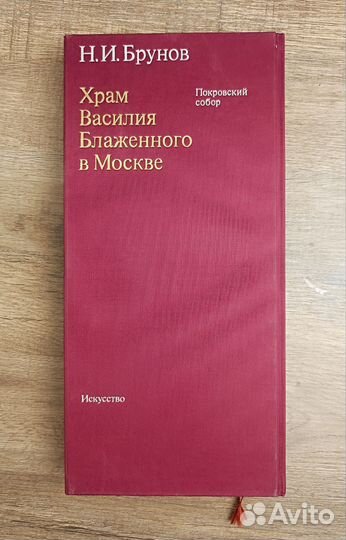 Н.И.Брунов
Храм
Василия
Блаженного
в Москве
Покровский
собор
Искусство
Avito